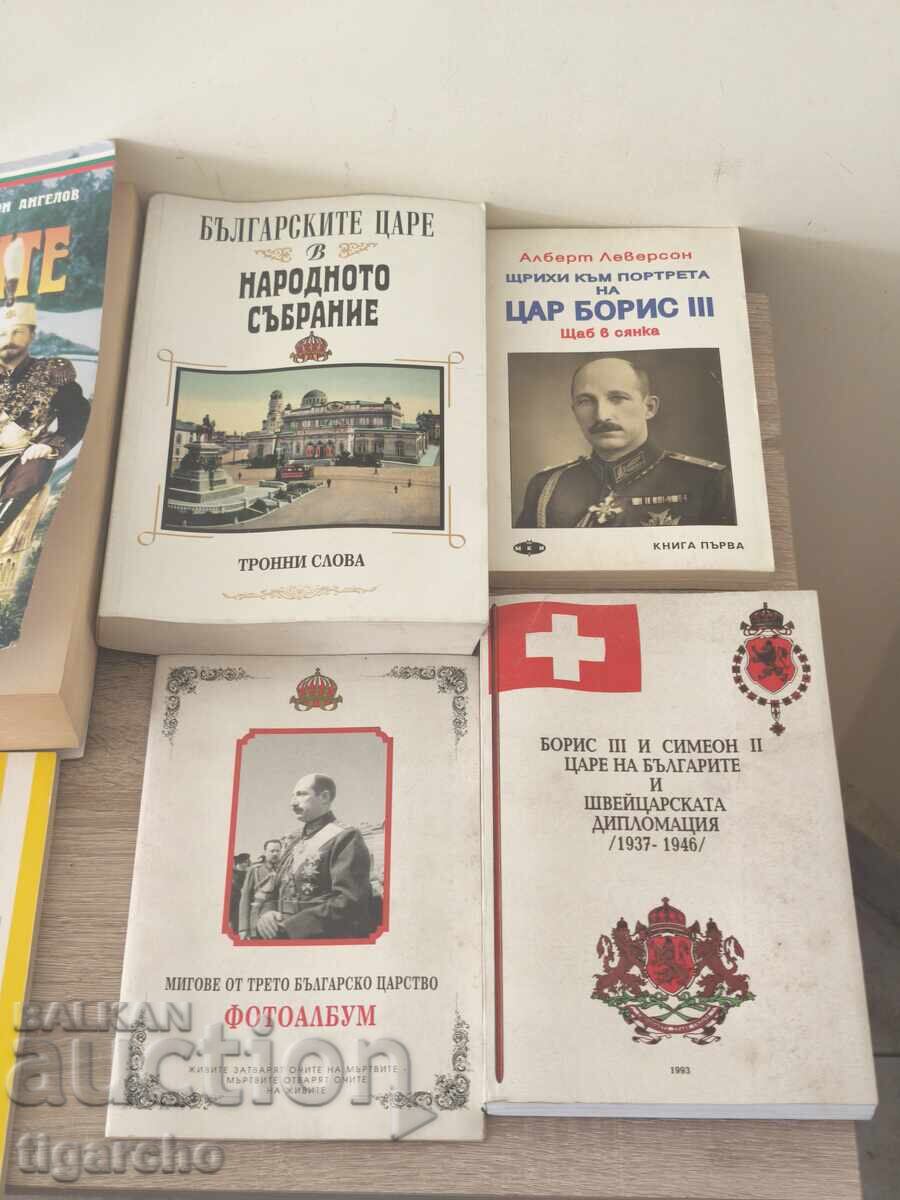 АНГЕЛОВ
ИТЕ
БЪЛГАРСКИТЕ ЦАРЕ
В
НАРОДНОТО
СЪБРАНИЕ
ТРОННИ СЛОВА
Алберт Леверсон
ЩРИХИ КЪМ ПОРТРЕТА
НА
ЦАР БОРИС III
Щаб в сянка
КНИГА ПЪРВА
МИГОВЕ ОТ ТРЕТО БЪЛГАРСКО ЦАРСТВО
ФОТОАЛБУМ
ЖИВИТЕ ЗАТВАРЯТ ОЧИТЕ НА МЪРТВИТЕ
МЪРТВИТЕ ОТВАРЯТ ОЧИТЕ
НА ЖИВИТЕ
БОРИС III И СИМЕОН II
ЦАРЕ НА БЪЛГАРИТЕ
И
ШВЕЙЦАРСКАТА
ДИПЛОМАЦИЯ
/1937- 1946/
1993
BALKAN
auction
tigarcho